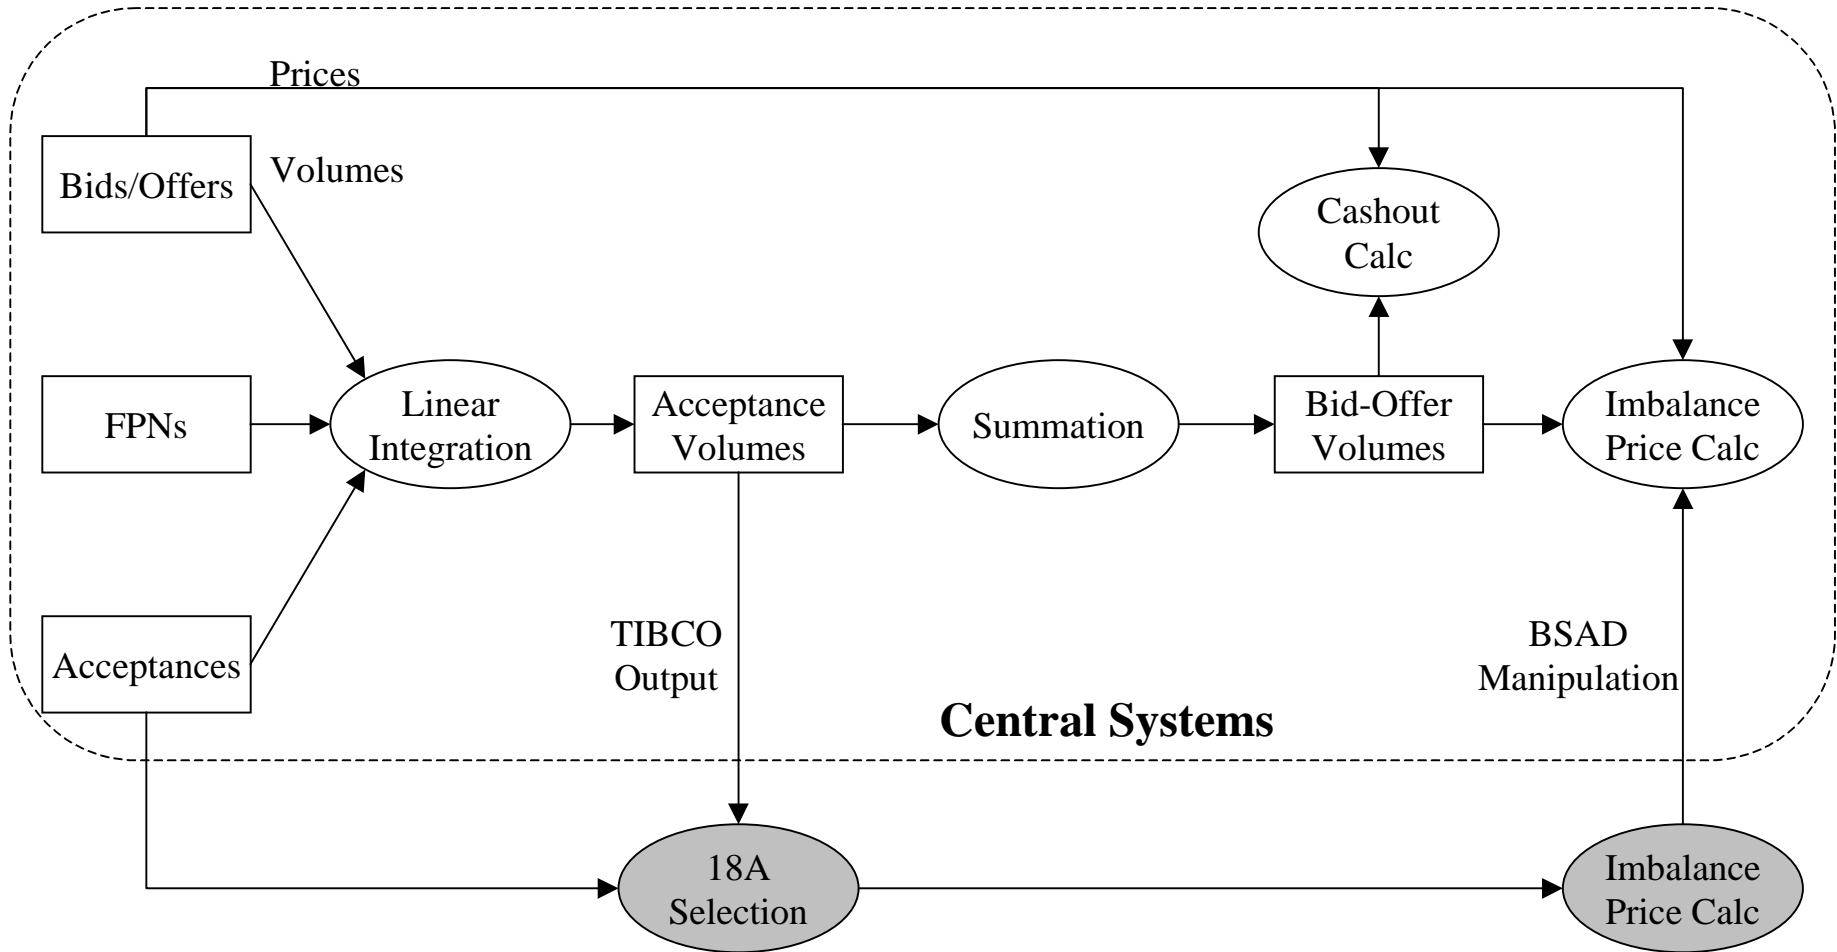 Prices
Bids/Offers
Volumes
Cashout
Calc
FPNs
Linear
Integration
Acceptance
Volumes
Summation
Bid-Offer
Volumes
Imbalance
Price Calc
Acceptances
TIBCO
Output
BSAD
Manipulation
Central Systems
18A
Selection
Imbalance
Price Calc